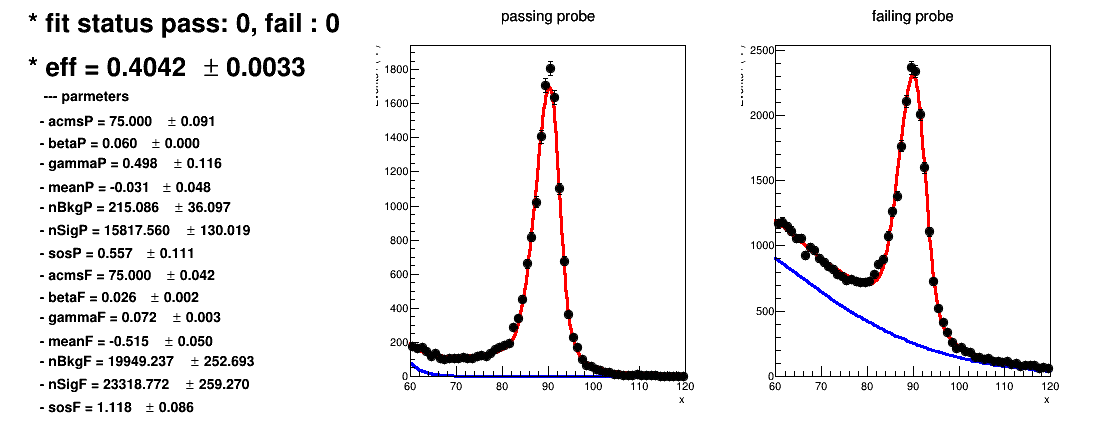 * fit status pass: 0, fail : 0
* eff = 0.4042 ± 0.0033
--- parmeters
- acmsP = 75.000 ± 0.091
- betaP = 0.060 ± 0.000
- gammaP = 0.498 ± 0.116
- meanP = -0.031 ± 0.048
- nBkgP = 215.086 ± 36.097
- nSigP = 15817.560 ± 130.019
- sosP = 0.557 ± 0.111
- acmsF = 75.000 ± 0.042
- betaF = 0.026 ± 0.002
- gammaF = 0.072 ± 0.003
- meanF = -0.515 ± 0.050
- nBkgF = 19949.237 ± 252.693
- nSigF = 23318.772 ± 259.270
- sosF = 1.118 ± 0.086
passing probe
1800
1600
1400
1200
1000
800
600
400
200
0
60 70 80 90 100 110 120
x
failing probe
2500
2000
1500
1000
500
0
60 70 80 90 100 110 120
x